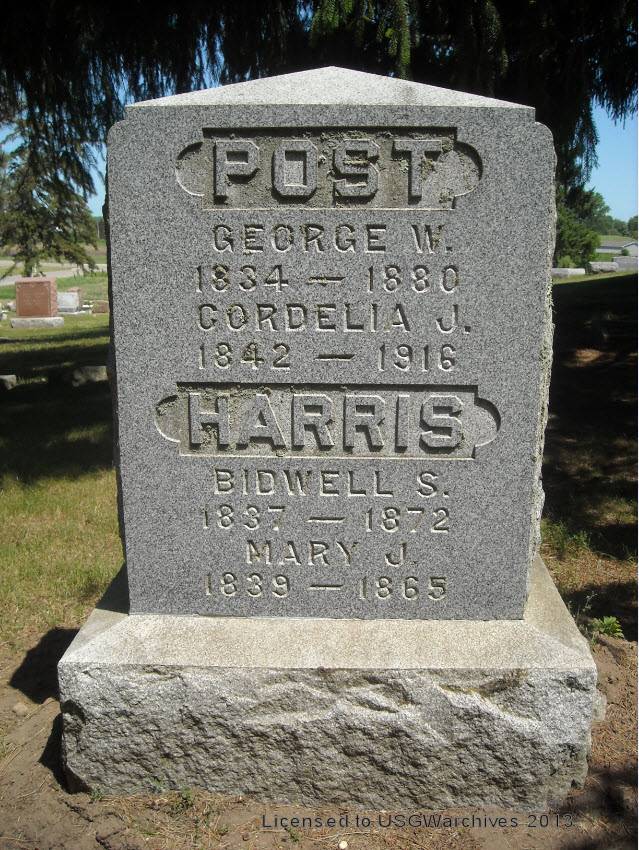 POST
GEORGE W.
1834 — 1880
CORDELIA J.
1842 — 1916
HARRIS
BIDWELL S.
1837 — 1872
MARY J.
1839 — 1865
Licensed to USGWarchives 2013